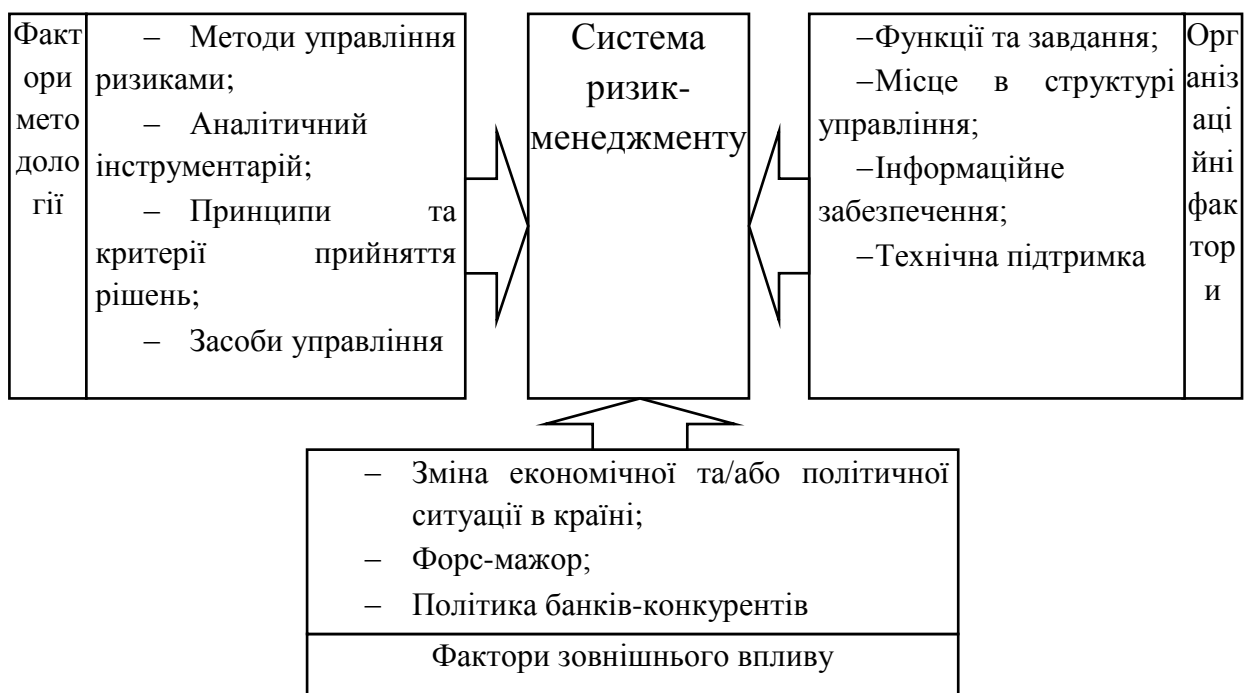 Факт
ори
мето
доло
гії
– Методи управління
ризиками;
– Аналітичний
інструментарій;
– Принципи та
критерії прийняття
рішень;
– Засоби управління
Система
ризик-
менеджменту
–Функції та завдання;
–Місце в структурі
управління;
–Інформаційне
забезпечення;
–Технічна підтримка
Орг
аніз
аці
йні
фак
тор
и
– Зміна економічної та/або політичної
ситуації в країні;
– Форс-мажор;
– Політика банків-конкурентів
Фактори зовнішнього впливу